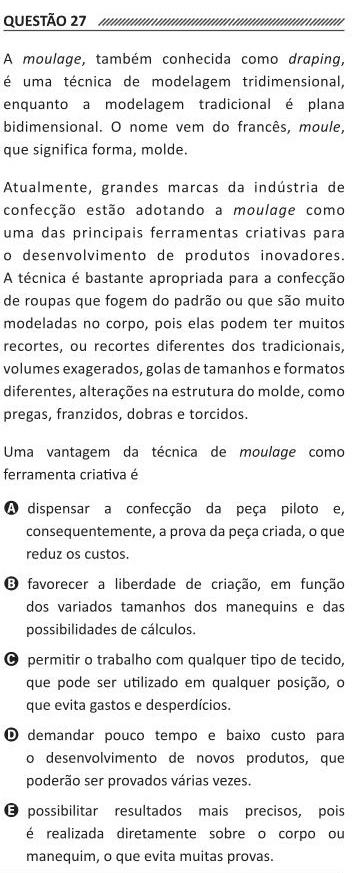 QUESTÃO 27
A moulage, também conhecida como draping,
é uma técnica de modelagem tridimensional,
enquanto a modelagem tradicional é plana
bidimensional. O nome vem do francês, moule,
que significa forma, molde.
Atualmente, grandes marcas da indústria de
confecção estão adotando a moulage como
uma das principais ferramentas criativas para
o desenvolvimento de produtos inovadores.
A técnica é bastante apropriada para a confecção
de roupas que fogem do padrão ou que são muito
modeladas no corpo, pois elas podem ter muitos
recortes, ou recortes diferentes dos tradicionais,
volumes exagerados, golas de tamanhos e formatos
diferentes, alterações na estrutura do molde, como
pregas, franzidos, dobras e torcidos.
Uma vantagem da técnica de moulage como
ferramenta criativa é
A dispensar a confecção da peça piloto e,
consequentemente, a prova da peça criada, o que
reduz os custos.
B favorecer a liberdade de criação, em função
dos variados tamanhos dos manequins e das
possibilidades de cálculos.
C permitir o trabalho com qualquer tipo de tecido,
que pode ser utilizado em qualquer posição, o
que evita gastos e desperdícios.
D demandar pouco tempo e baixo custo para
o desenvolvimento de novos produtos, que
poderão ser provados várias vezes.
E possibilitar resultados mais precisos, pois
é realizada diretamente sobre o corpo ou
manequim, o que evita muitas provas.